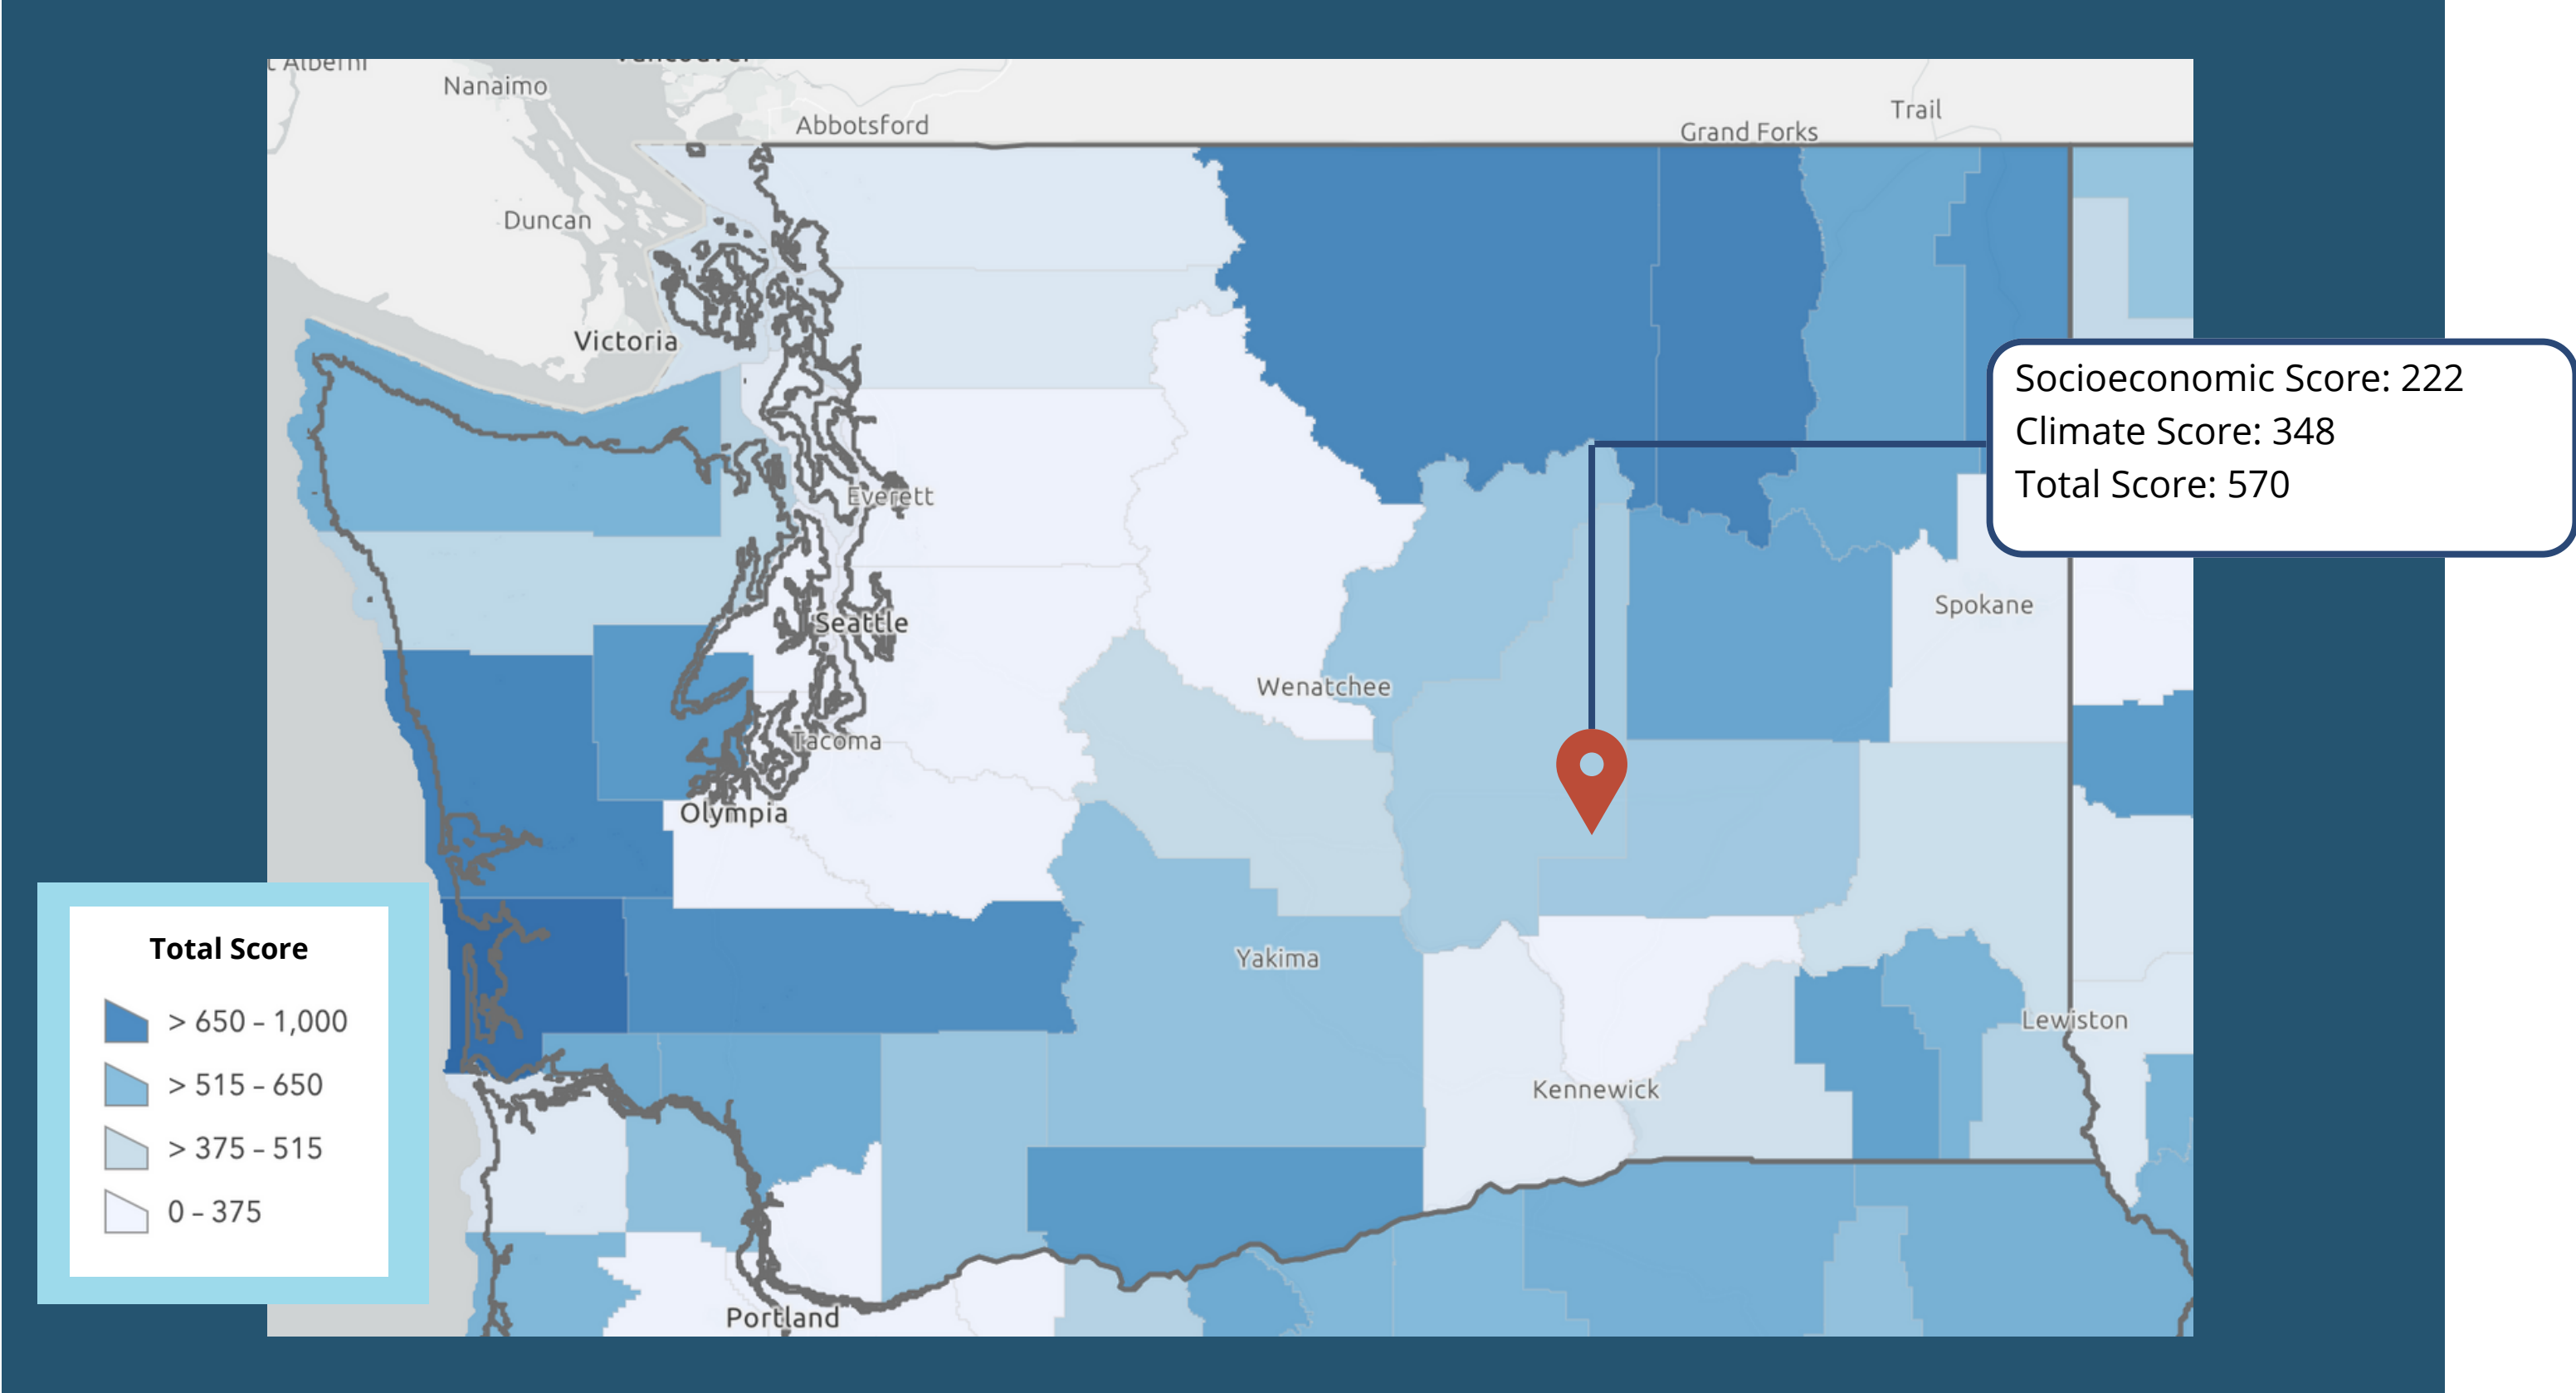 Nanaimo
Abbotsford
Trail
Grand Forks
Duncan
Victoria
Socioeconomic Score: 222
Climate Score: 348
Total Score: 570
Everett
Seattle
Spokane
Wenatchee
Tacoma
Olympia
Yakima
Lewiston
Kennewick
Portland
Total Score
> 650 – 1,000
> 515 – 650
> 375 – 515
0 – 375